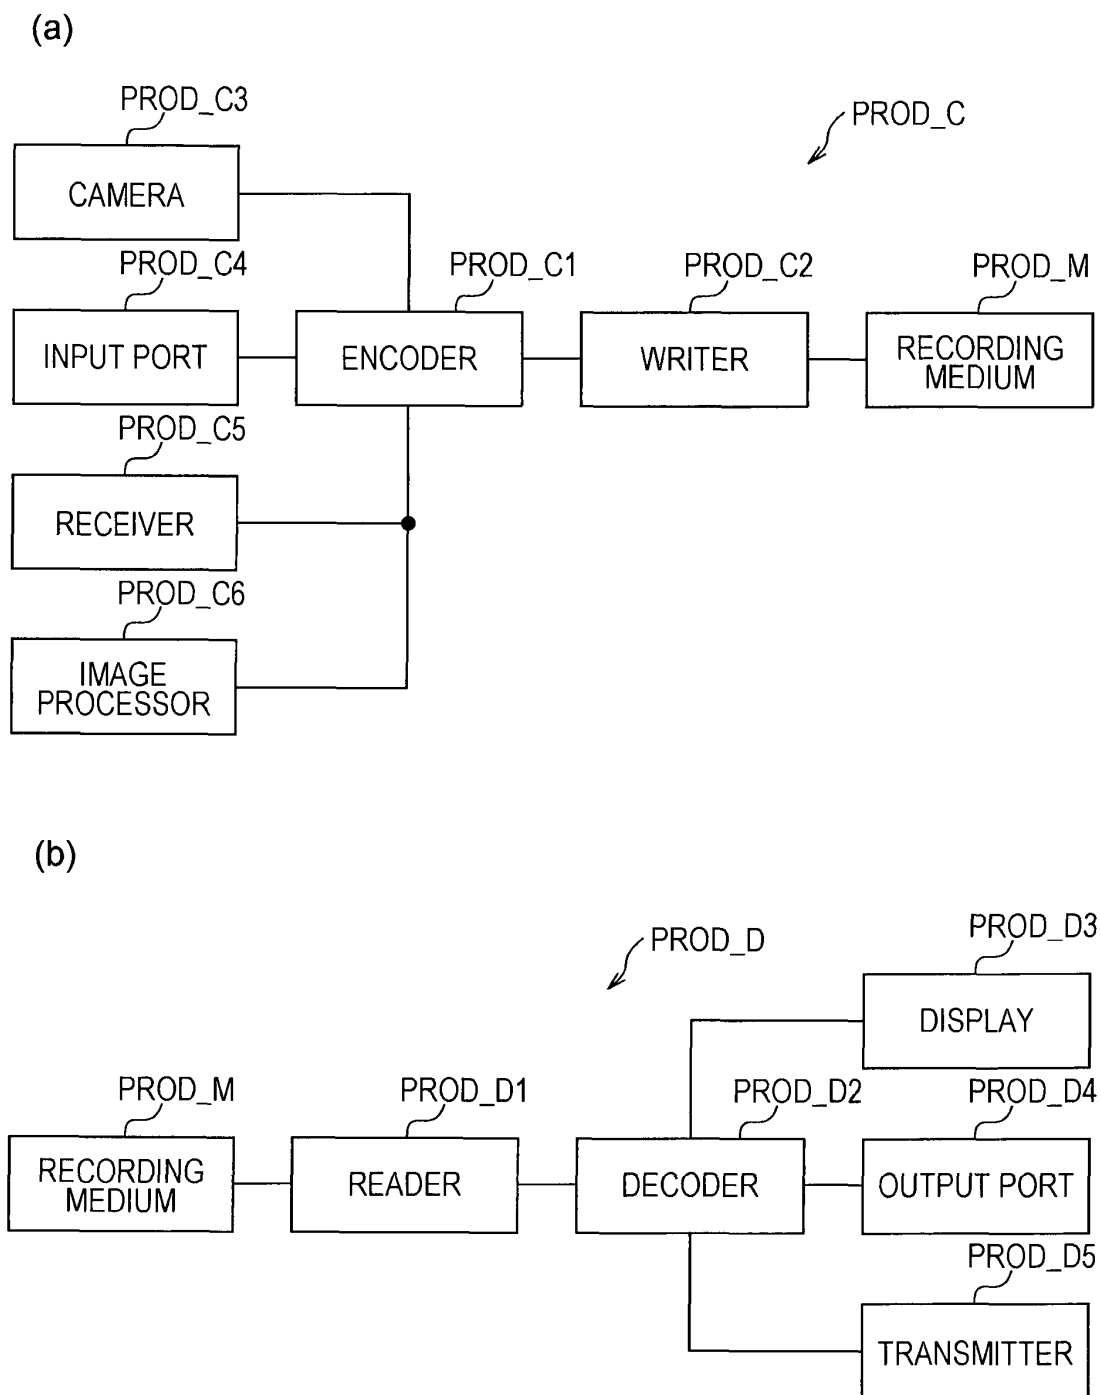 (a)
PROD_C3
PROD_C
CAMERA
PROD_C4
PROD_C1
PROD_C2
PROD_M
INPUT PORT
ENCODER
WRITER
RECORDING
MEDIUM
PROD_C5
RECEIVER
PROD_C6
IMAGE
PROCESSOR
(b)
PROD_D3
PROD_D
DISPLAY
PROD_M
PROD_D1
PROD_D2
PROD_D4
RECORDING
MEDIUM
READER
DECODER
OUTPUT PORT
PROD_D5
TRANSMITTER